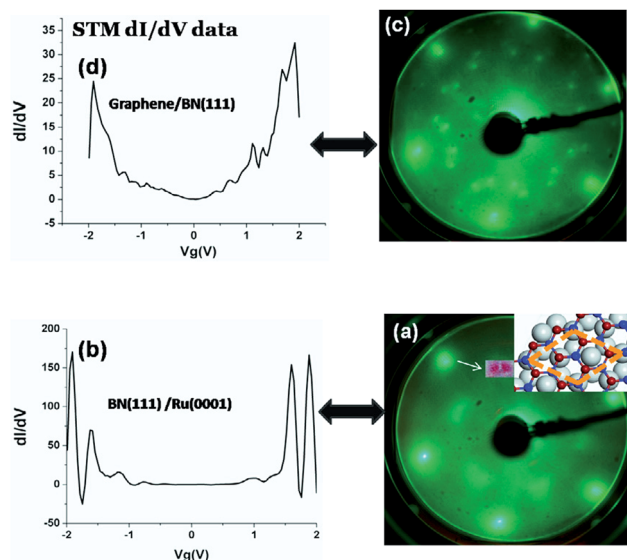 STM dI/dV data
(d)
Graphene/BN(111)
dI/dV
35
30
25
20
15
10
5
0
-2
-1
0
1
2
Vg(V)
(c)
(b)
BN(111) /Ru(0001)
dI/dV
200
150
100
50
0
-50
-2
-1
0
1
2
Vg(V)
(a)